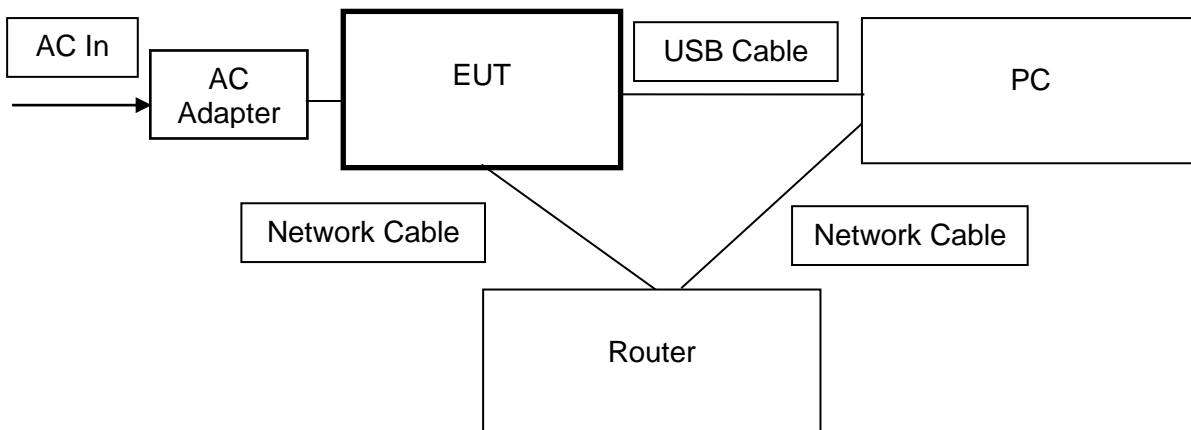 AC In
AC
Adapter
EUT
USB Cable
PC
Network Cable
Network Cable
Router